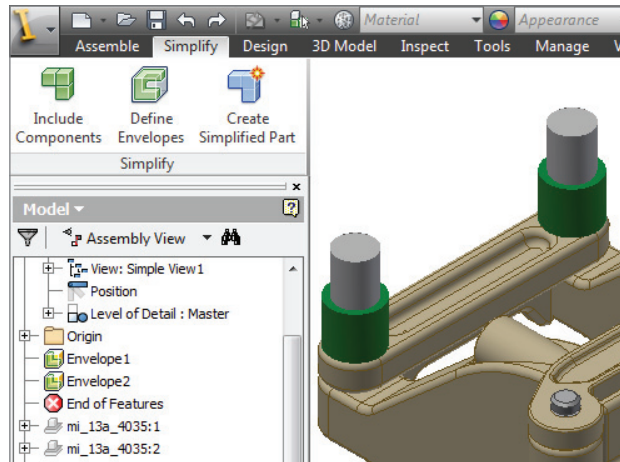 Material
Appearance
Assemble Simplify Design 3D Model Inspect Tools Manage
Include Components
Define Envelopes
Create Simplified Part
Simplify
Model
Assembly View
View: Simple View1
Position
Level of Detail : Master
Origin
Envelope1
Envelope2
End of Features
mi_13a_4035:1
mi_13a_4035:2